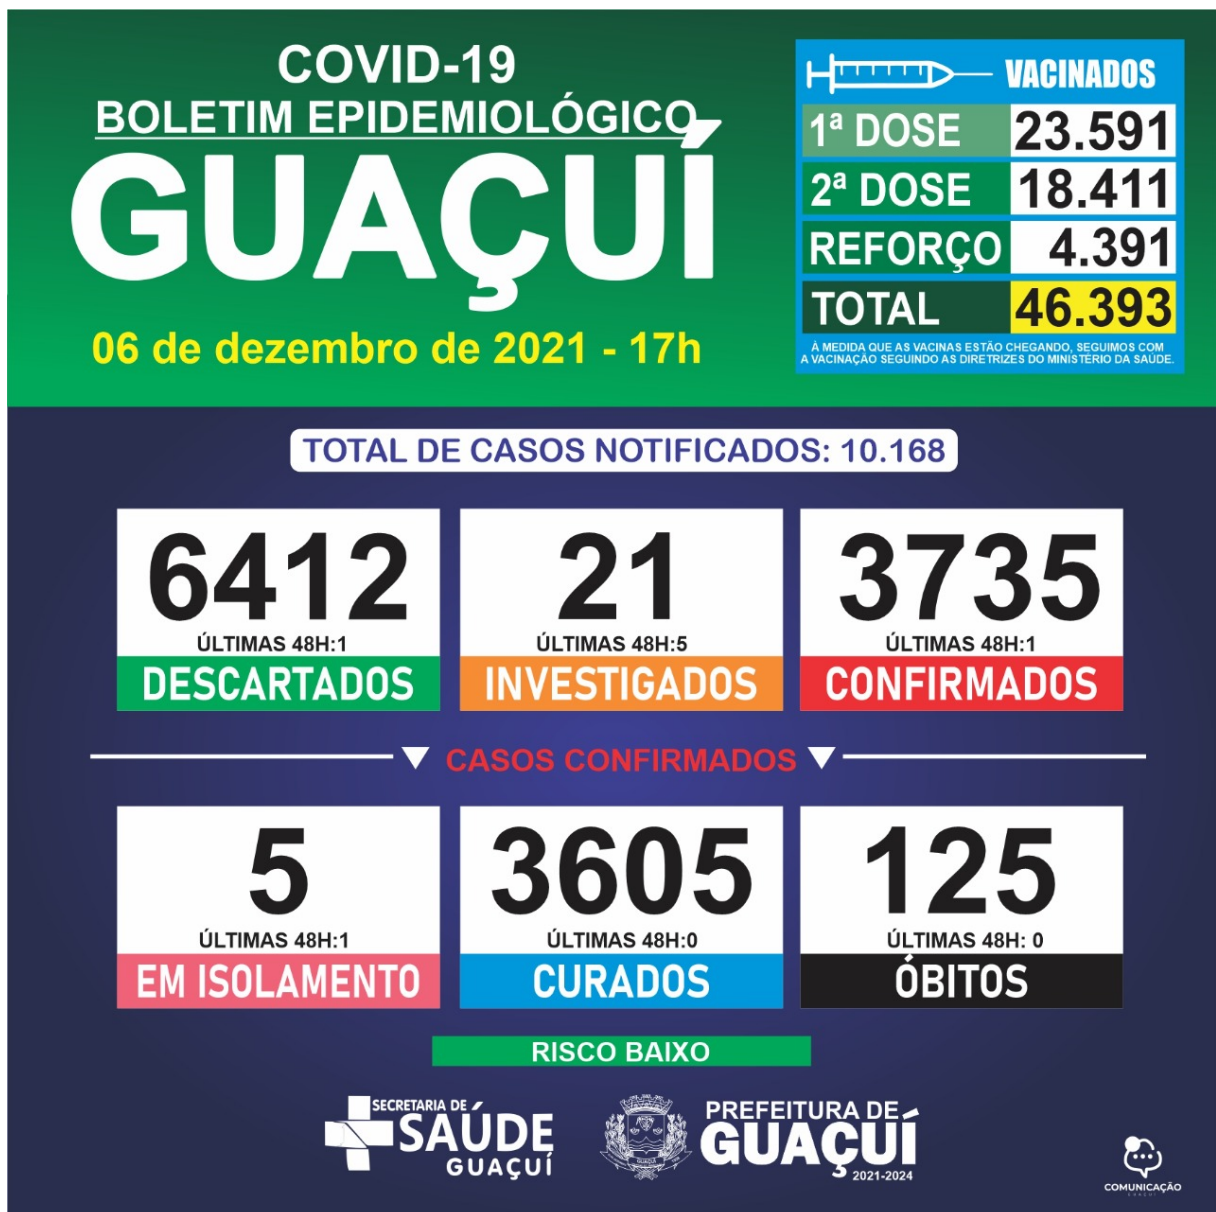 COVID-19
BOLETIM EPIDEMIOLÓGICO
GUAÇUÍ
06 de dezembro de 2021 - 17h
VACINADOS
1ª DOSE 23.591
2ª DOSE 18.411
REFORÇO 4.391
TOTAL 46.393
À MEDIDA QUE AS VACINAS ESTÃO CHEGANDO, SEGUIMOS COM
A VACINAÇÃO SEGUINDO AS DIRETRIZES DO MINISTÉRIO DA SAÚDE.
TOTAL DE CASOS NOTIFICADOS: 10.168
6412
ÚLTIMAS 48H:1
DESCARTADOS
21
ÚLTIMAS 48H:5
INVESTIGADOS
3735
ÚLTIMAS 48H:1
CONFIRMADOS
CASOS CONFIRMADOS
5
ÚLTIMAS 48H:1
EM ISOLAMENTO
3605
ÚLTIMAS 48H:0
CURADOS
125
ÚLTIMAS 48H: 0
ÓBITOS
RISCO BAIXO
SECRETARIA DE
SAÚDE
GUAÇUÍ
PREFEITURA DE
GUAÇUÍ
2021-2024
COMUNICAÇÃO